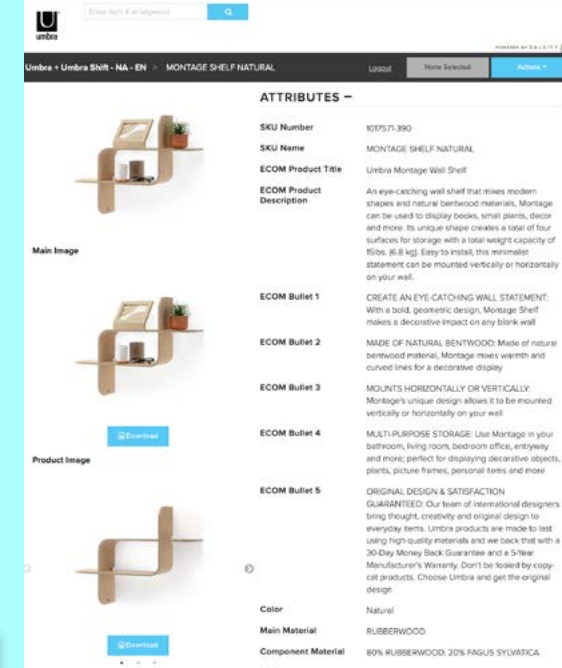 umbra
Enter item # or keyword
POWERED BY SALSIFY
Umbra + Umbra Shift - NA - EN > MONTAGE SHELF NATURAL
Logout
None Selected
Actions
ATTRIBUTES –
SKU Number 1017571-390
SKU Name MONTAGE SHELF NATURAL
ECOM Product Title Umbra Montage Wall Shelf
ECOM Product Description
An eye-catching wall shelf that mixes modern
shapes and natural bentwood materials, Montage
can be used to display books, small plants, decor
and more. Its unique shape creates a total of four
surfaces for storage with a total weight capacity of
15lbs. (6.8 kg). Easy to install, this minimalist
statement can be mounted vertically or horizontally
on your wall.
Main Image
ECOM Bullet 1
CREATE AN EYE-CATCHING WALL STATEMENT:
With a bold, geometric design, Montage Shelf
makes a decorative impact on any blank wall
ECOM Bullet 2
MADE OF NATURAL BENTWOOD: Made of natural
bentwood material, Montage mixes warmth and
curved lines for a decorative display
ECOM Bullet 3
MOUNTS HORIZONTALLY OR VERTICALLY:
Montage's unique design allows it to be mounted
vertically or horizontally on your wall
Download
Product Image
ECOM Bullet 4
MULTI-PURPOSE STORAGE: Use Montage in your
bathroom, living room, bedroom office, entryway
and more; perfect for displaying decorative objects,
plants, picture frames, personal items and more
ECOM Bullet 5
ORIGINAL DESIGN & SATISFACTION
GUARANTEED: Our team of international designers
bring thought, creativity and original design to
everyday items. Umbra products are made to last
using high quality materials and we back that with a
30-Day Money Back Guarantee and a 5-Year
Manufacturer's Warranty. Don't be fooled by copy-
cat products. Choose Umbra and get the original
design
Color Natural
Main Material RUBBERWOOD
Download
Component Material 80% RUBBERWOOD, 20% FAGUS SYLVATICA